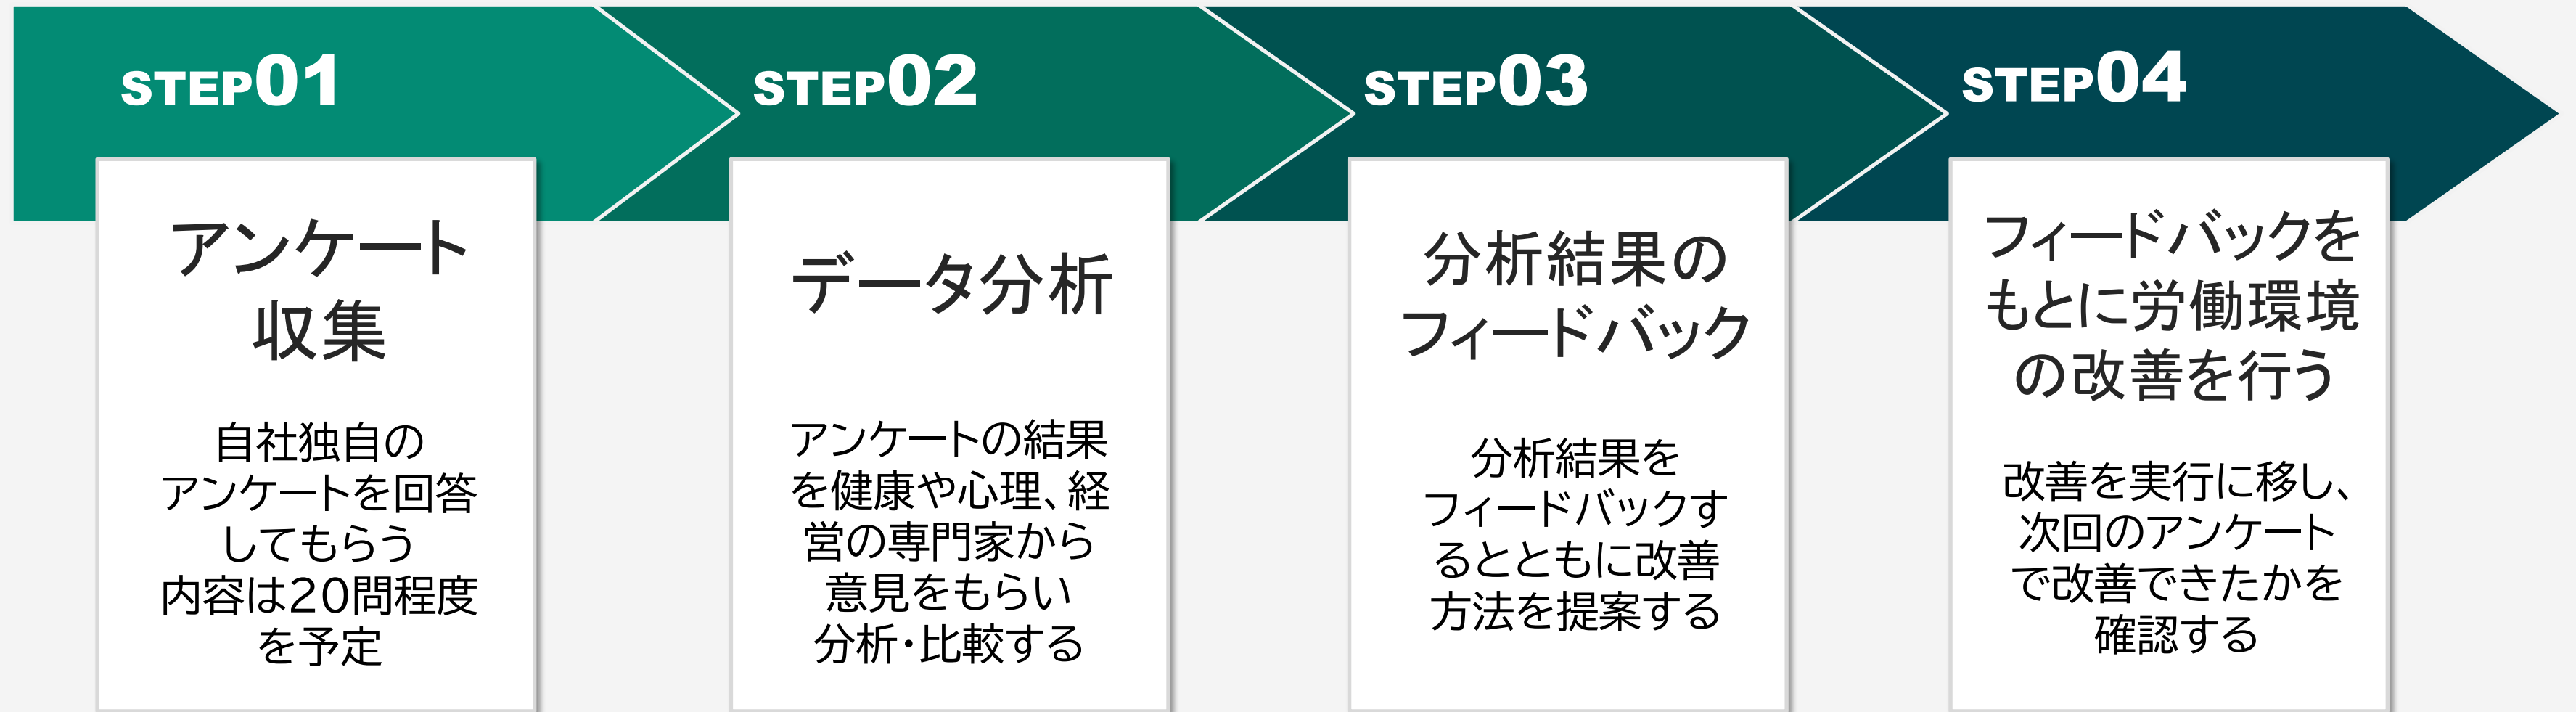 STEP01
アンケート
収集
自社独自の
アンケートを回答
してもらう
内容は20問程度
を予定
STEP02
データ分析
アンケートの結果
を健康や心理、経
営の専門家から
意見をもらい
分析・比較する
STEP03
分析結果の
フィードバック
分析結果を
フィードバックす
るとともに改善
方法を提案する
STEP04
フィードバックを
もとに労働環境
の改善を行う
改善を実行に移し、
次回のアンケート
で改善できたかを
確認する